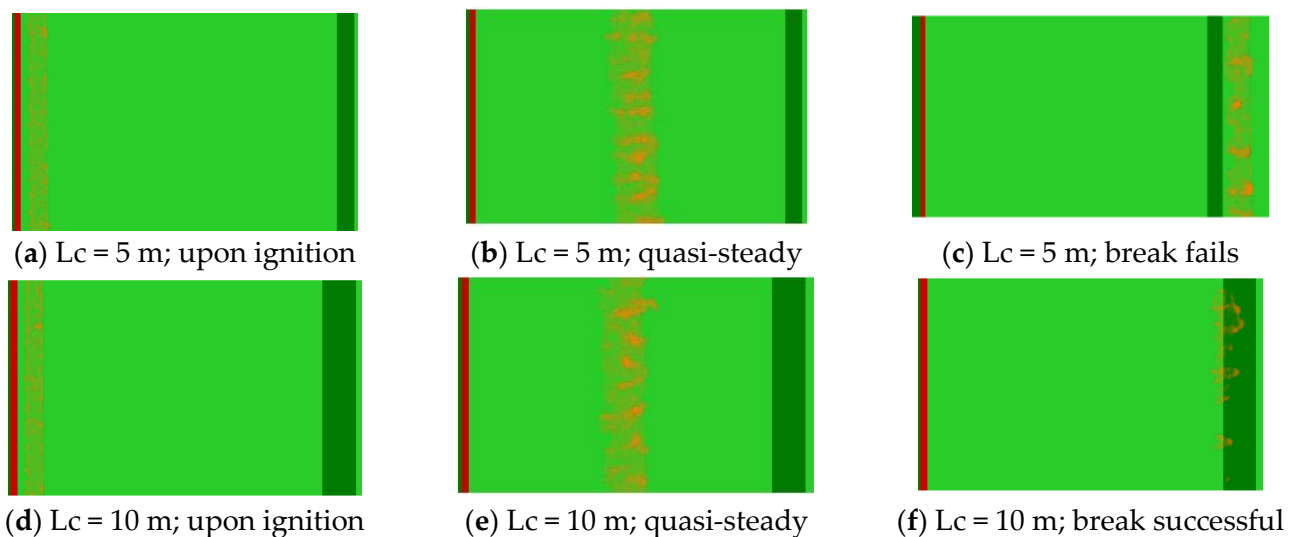 (a) Lc = 5 m; upon ignition
(b) Lc = 5 m; quasi-steady
(c) Lc = 5 m; break fails
(d) Lc = 10 m; upon ignition
(e) Lc = 10 m; quasi-steady
(f) Lc = 10 m; break successful